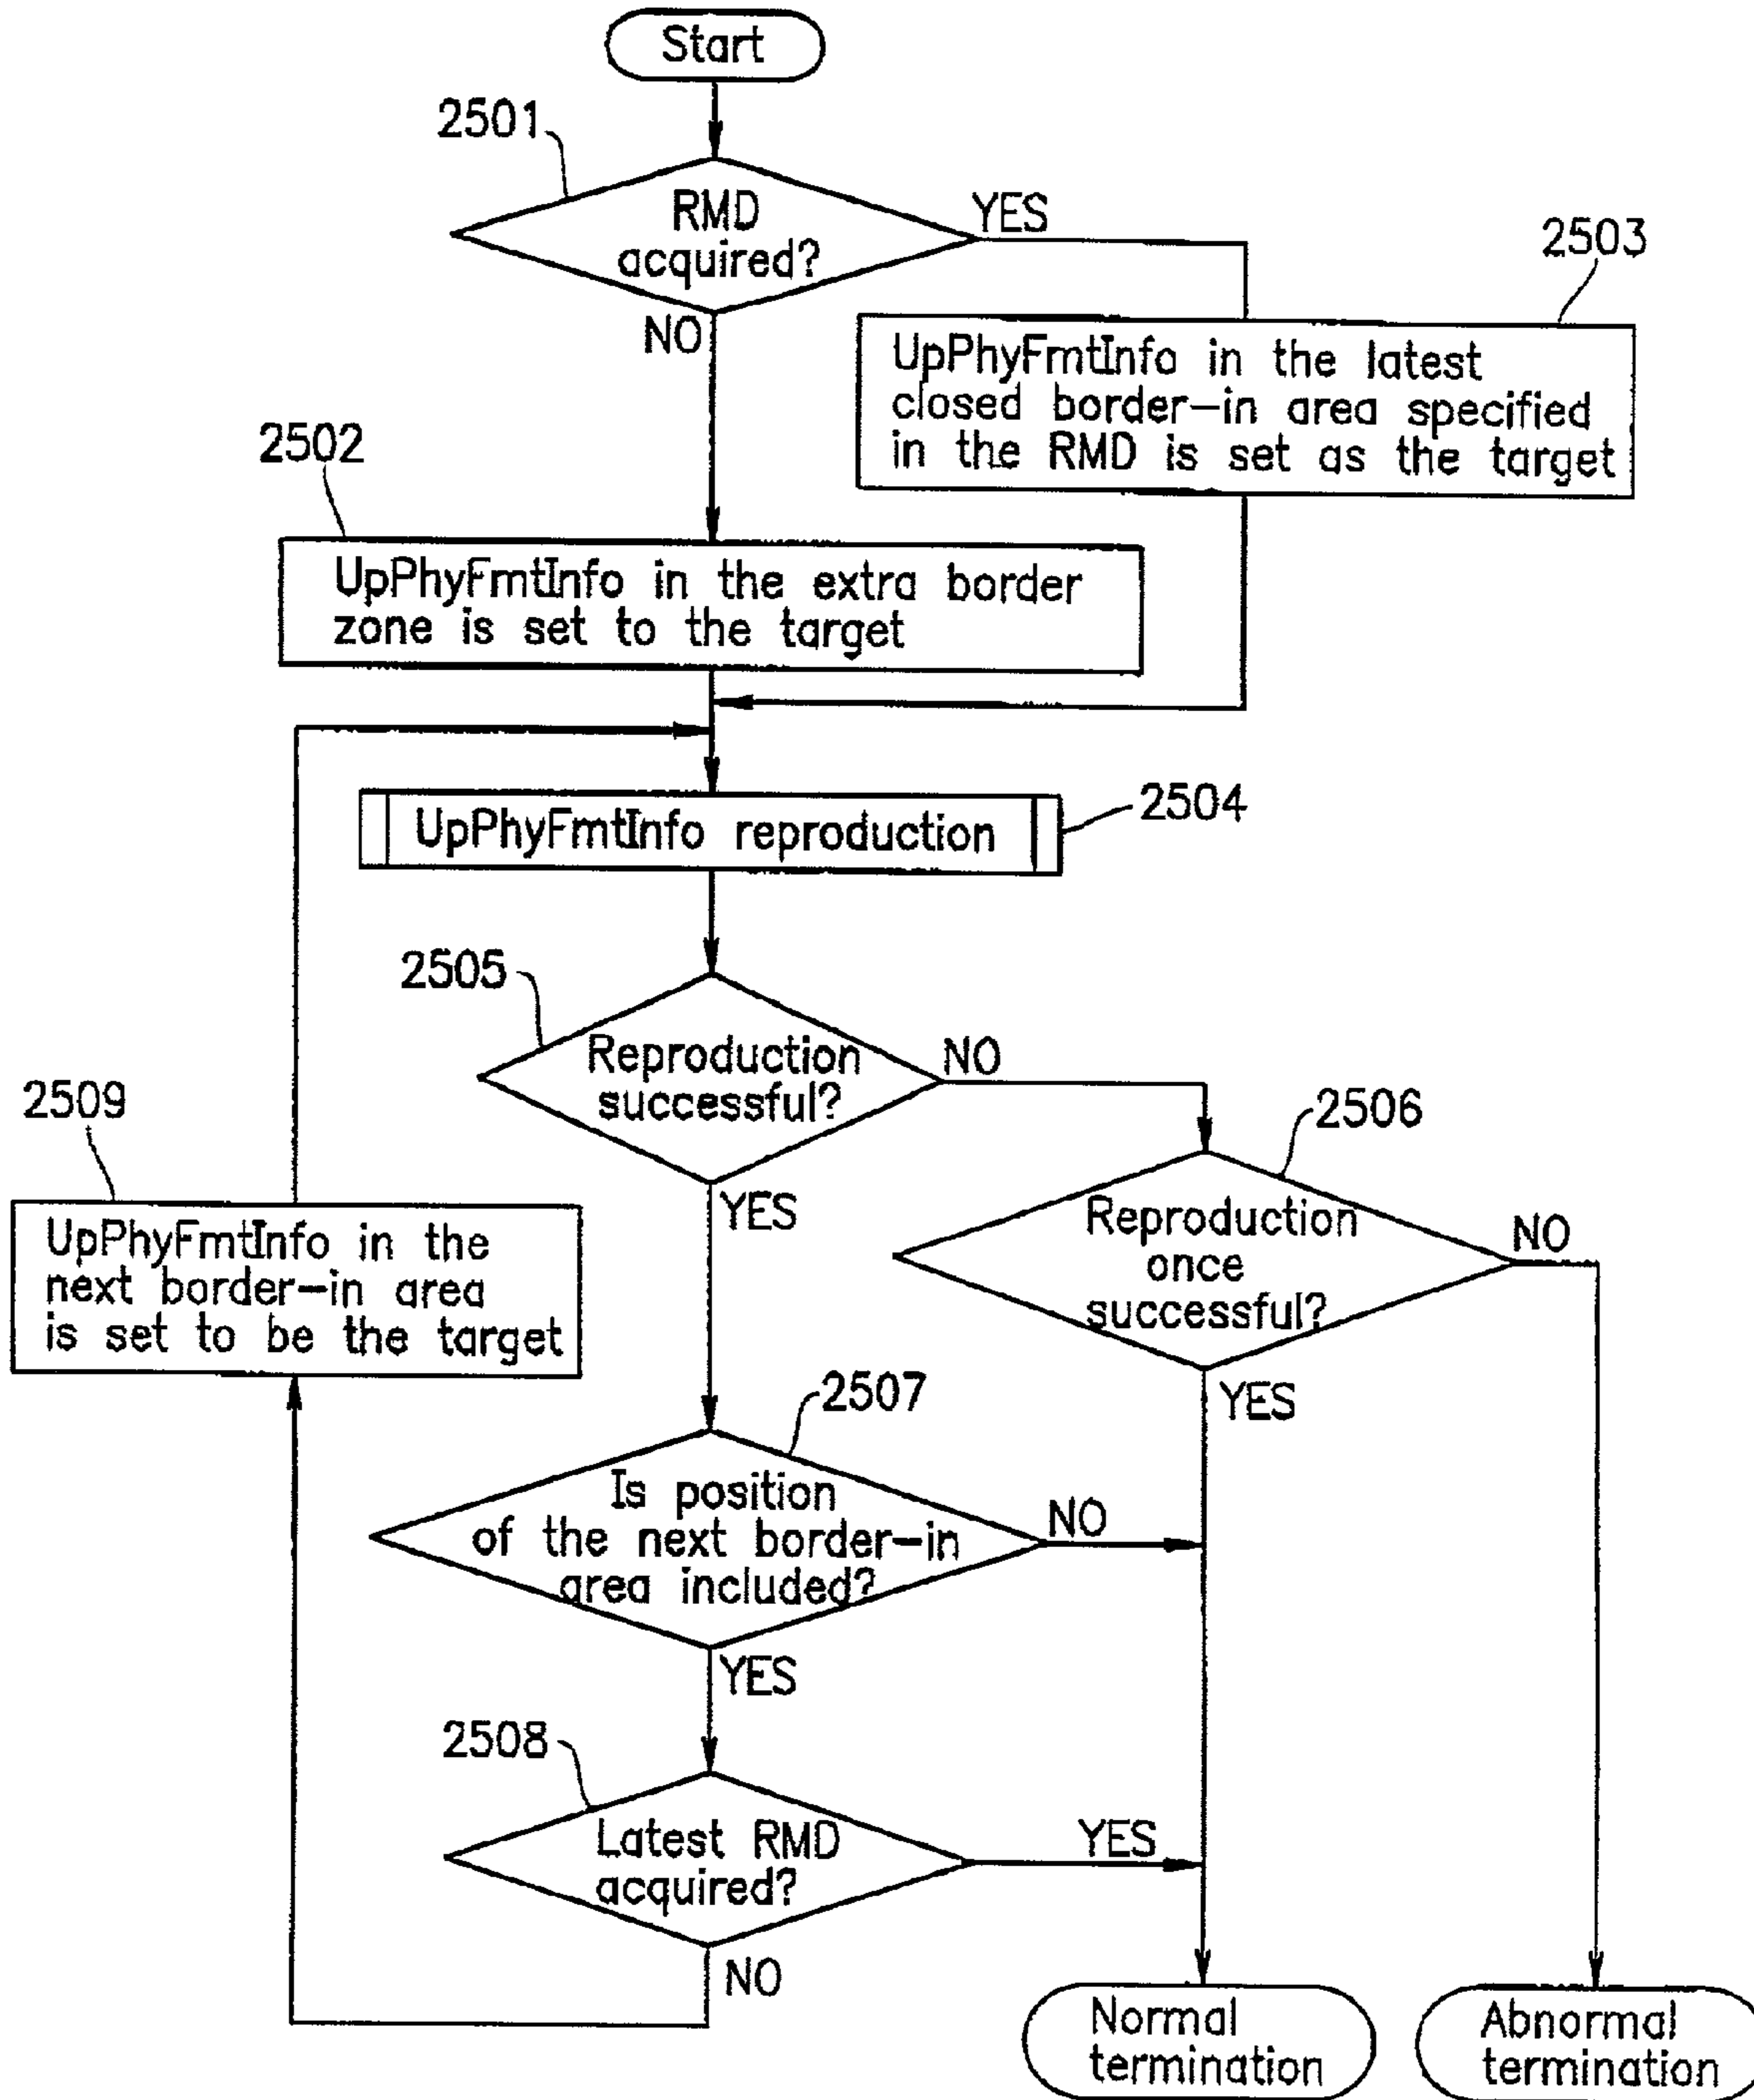 Start
2501
RMD
acquired?
YES
NO
2503
UpPhyFmtInfo in the latest
closed border-in area specified
in the RMD is set as the target
2502
UpPhyFmtInfo in the extra border
zone is set to the target
UpPhyFmtInfo reproduction
2504
2505
Reproduction
successful?
NO
YES
2506
Reproduction
once
successful?
NO
YES
2509
UpPhyFmtInfo in the
next border-in area
is set to be the target
2507
Is position
of the next border-in
area included?
NO
YES
2508
Latest RMD
acquired?
YES
NO
Normal
termination
Abnormal
termination